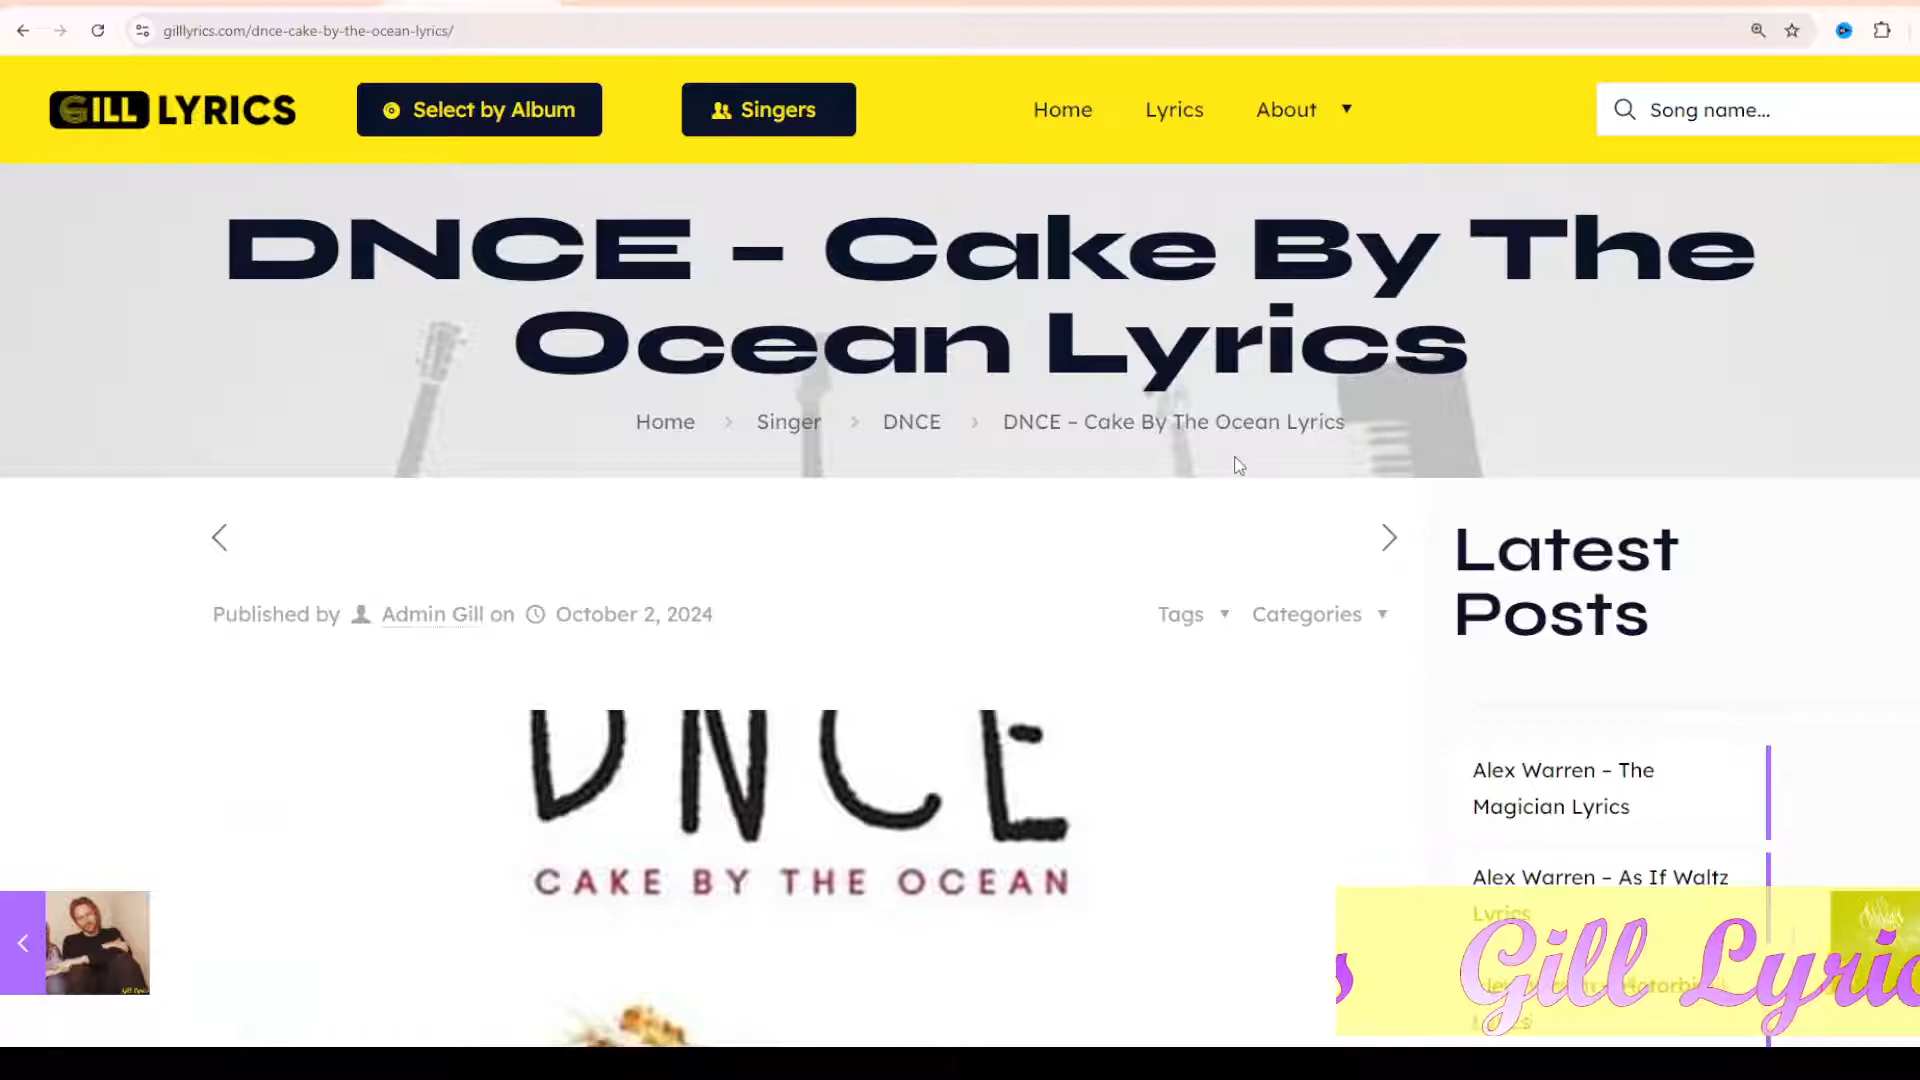 gilllyrics.com/dnce-cake-by-the-ocean-lyrics/
GILL LYRICS
Select by Album
Singers
Home
Lyrics
About
Song name...
DNCE - Cake By The
Ocean Lyrics
Home > Singer > DNCE > DNCE – Cake By The Ocean Lyrics
Published by Admin Gill on October 2, 2024
Tags
Categories
Latest
Posts
DNCE
CAKE BY THE OCEAN
Alex Warren – The
Magician Lyrics
Alex Warren – As If Waltz
Lyrics
Gill Lyric